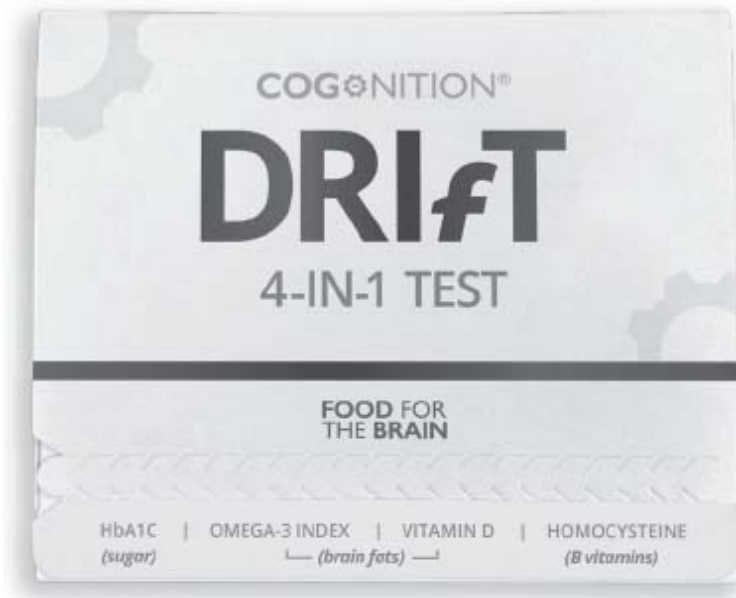 COGNITION®
DRIfT
4-IN-1 TEST
FOOD FOR
THE BRAIN
HbA1C | OMEGA-3 INDEX | VITAMIN D | HOMOCYSTEINE
(sugar) (brain fats) (B vitamins)